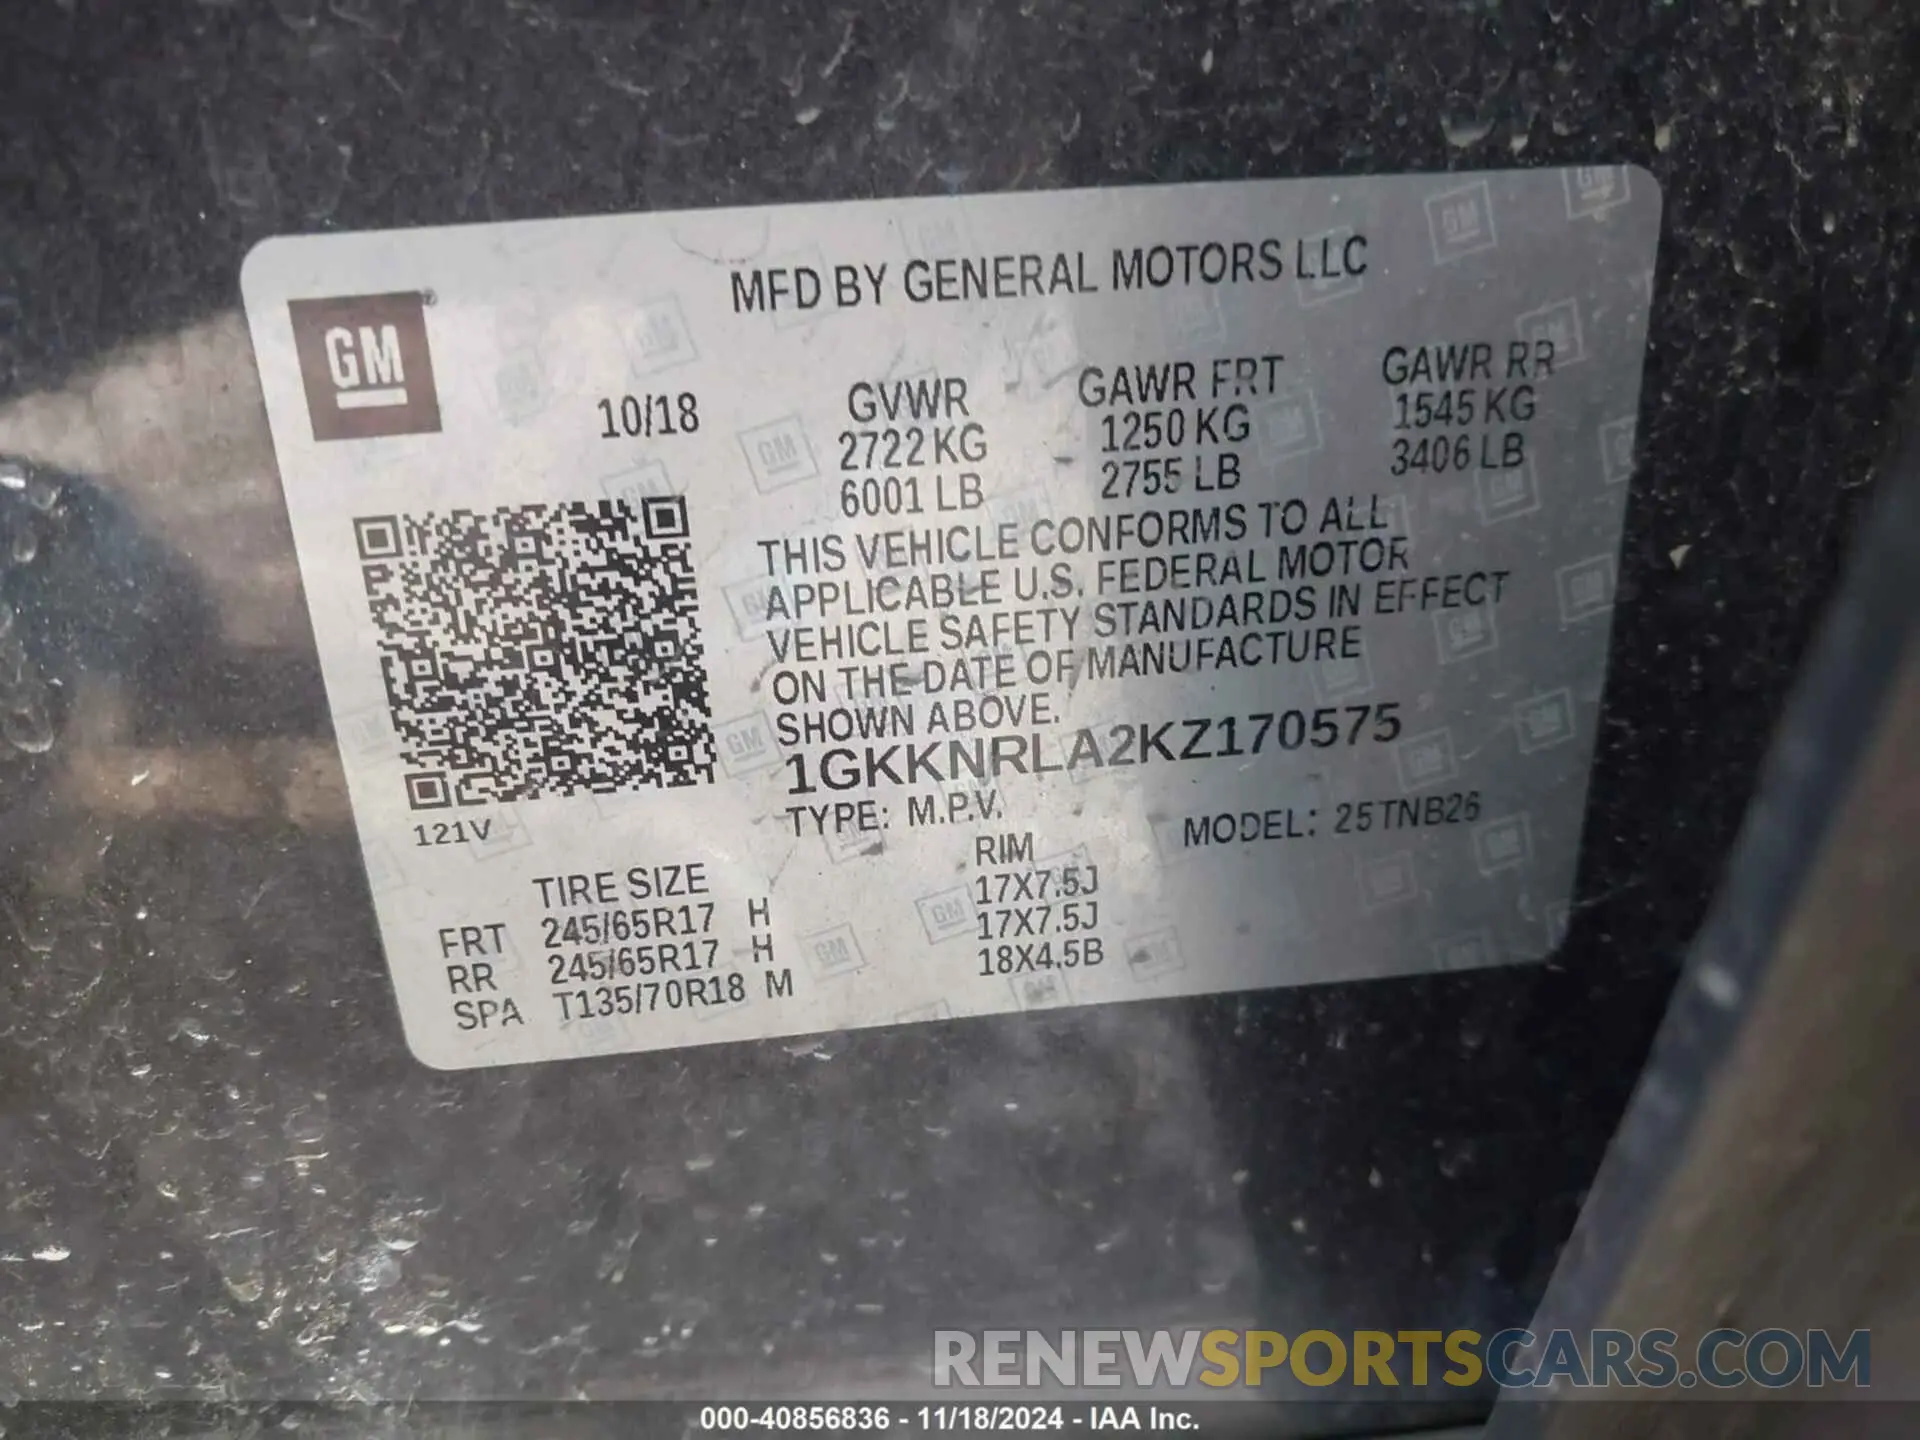 MFD BY GENERAL MOTORS LLC
GM ®
10/18
GVWR GAWR FRT GAWR RR
2722 KG 1250 KG 1545 KG
6001 LB 2755 LB 3406 LB
THIS VEHICLE CONFORMS TO ALL
APPLICABLE U.S. FEDERAL MOTOR
VEHICLE SAFETY STANDARDS IN EFFECT
ON THE DATE OF MANUFACTURE
SHOWN ABOVE.
1GKKNRLA2KZ170575
121V
TYPE: M.P.V. MODEL: 25TNB26
TIRE SIZE RIM
FRT 245/65R17 H 17X7.5J
RR 245/65R17 H 17X7.5J
SPA T135/70R18 M 18X4.5B
RENEWSPORTSCARS.COM
000-40856836 - 11/18/2024 - IAA Inc.